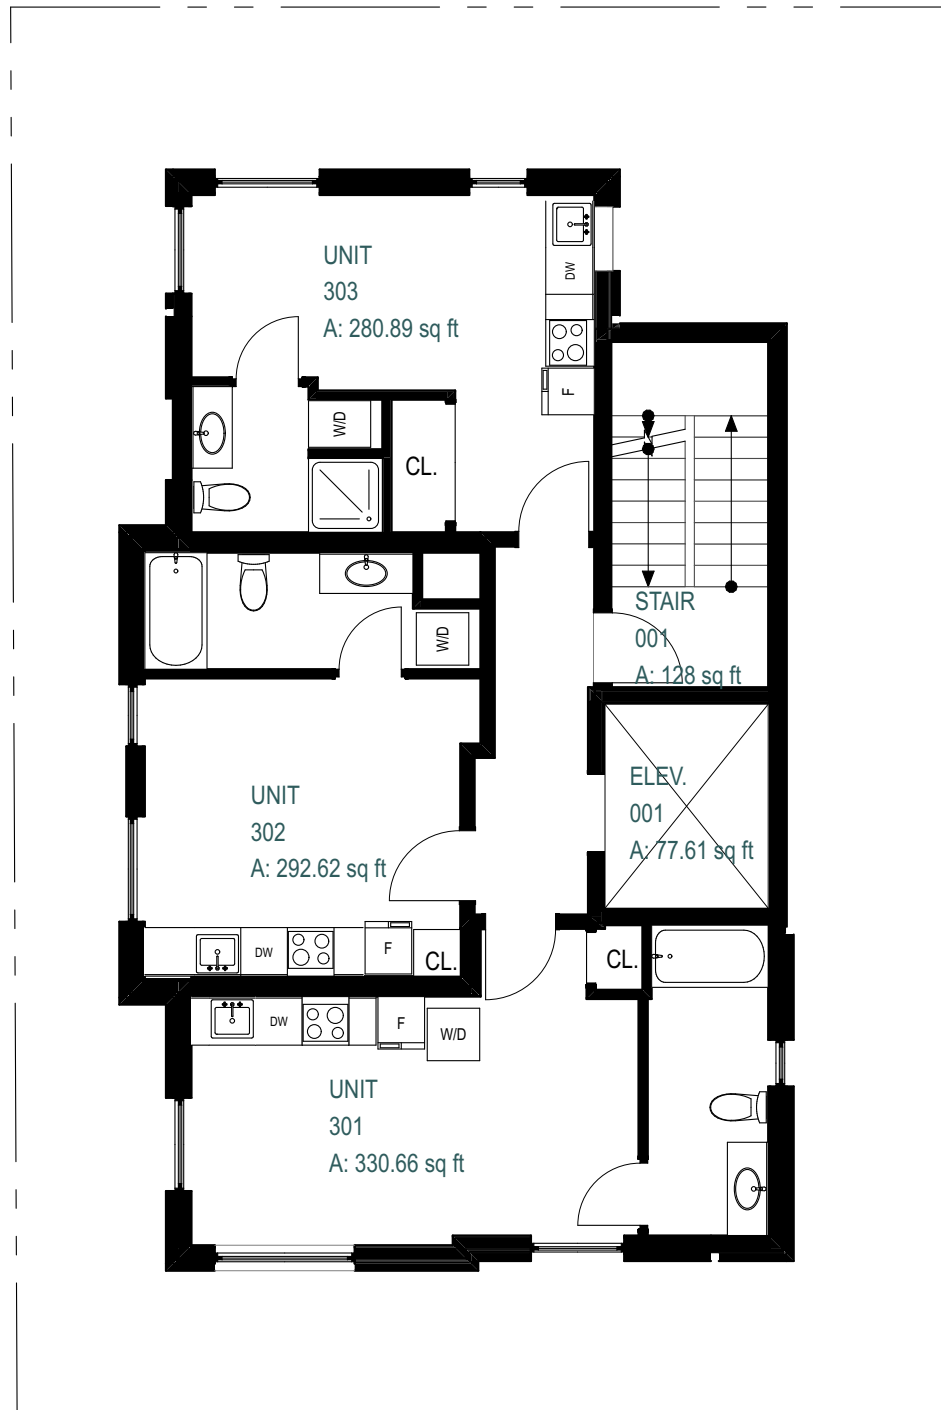 UNIT
303
A: 280.89 sq ft
DW
F
W/D
CL.
STAIR
001
A: 128 sq ft
W/D
ELEV.
001
A: 77.61 sq ft
UNIT
302
A: 292.62 sq ft
DW
F
CL.
CL.
DW
F
W/D
UNIT
301
A: 330.66 sq ft